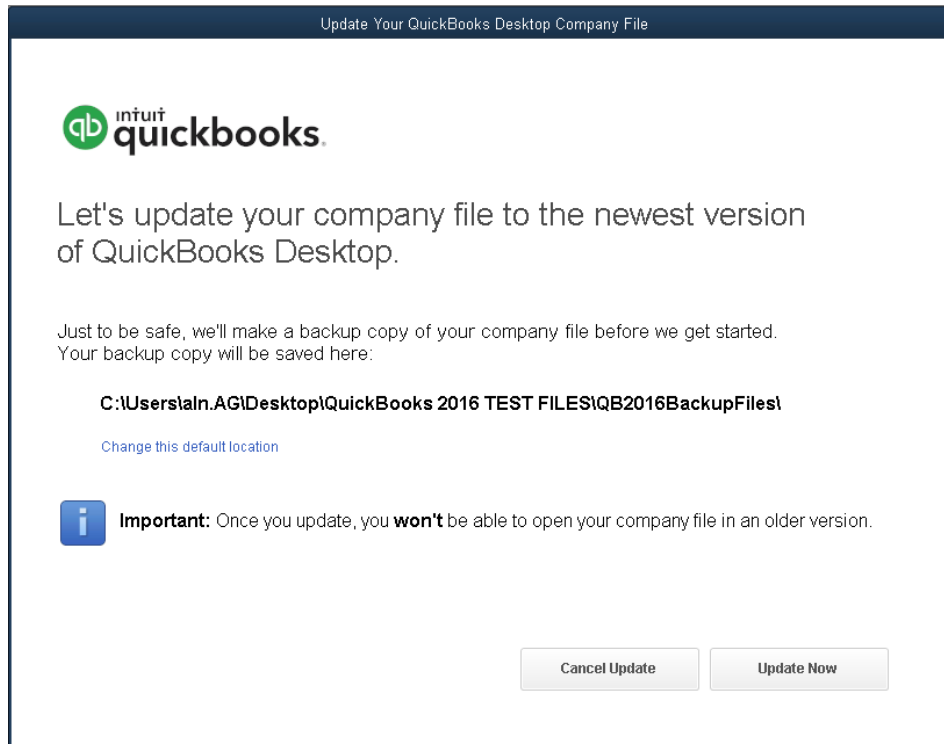 Update Your QuickBooks Desktop Company File
qb
intuit
quickbooks.
Let's update your company file to the newest version
of QuickBooks Desktop.
Just to be safe, we'll make a backup copy of your company file before we get started.
Your backup copy will be saved here:
C:\Users\aln.AG\Desktop\QuickBooks 2016 TEST FILES\QB2016BackupFiles\
Change this default location
i
Important: Once you update, you won't be able to open your company file in an older version.
Cancel Update
Update Now